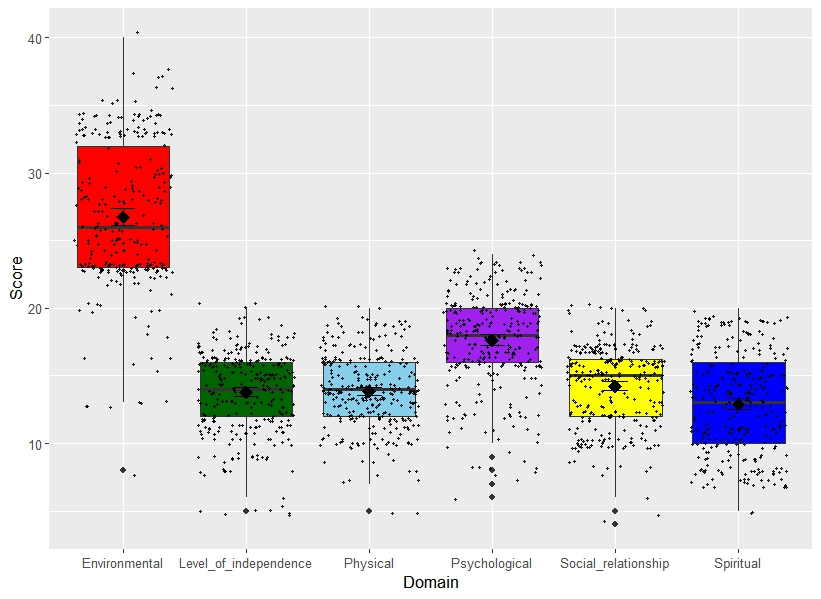 40
30
20
10
Score
Environmental Level_of_independence Physical Psychological Social_relationship Spiritual
Domain